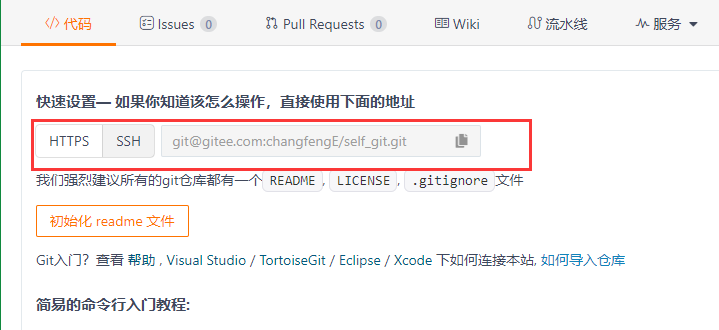 代码 Issues 0 Pull Requests 0 Wiki 流水线 服务
快速设置— 如果你知道该怎么操作，直接使用下面的地址
HTTPS SSH git@gitee.com:changfengE/self_git.git
我们强烈建议所有的git仓库都有一个 README, LICENSE, .gitignore 文件
初始化 readme 文件
Git入门？查看 帮助 , Visual Studio / TortoiseGit / Eclipse / Xcode 下如何连接本站, 如何导入仓库
简易的命令行入门教程: